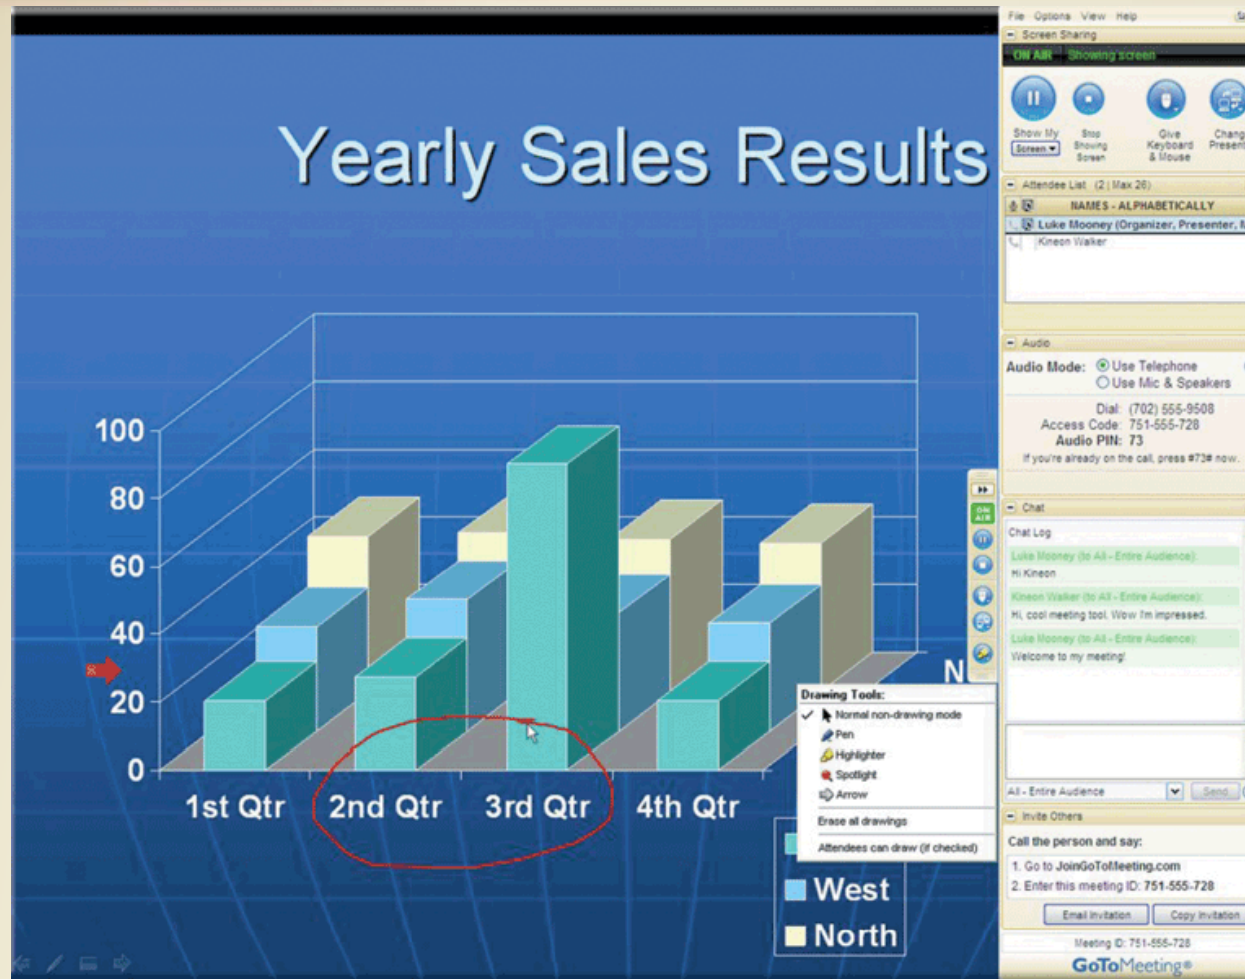 Yearly Sales Results
100
80
60
40
20
0
1st Qtr 2nd Qtr 3rd Qtr 4th Qtr
N
West
North
ON AIR
Drawing Tools:
Normal non-drawing mode
Pen
Highlighter
Spotlight
Arrow
Erase all drawings
Attendees can draw (if checked)
File Options View Help
Screen Sharing
ON AIR Showing screen
Show My
Screen
Stop
Showing
Screen
Give
Keyboard
& Mouse
Chang
Present
Attendee List (2 | Max 26)
NAMES - ALPHABETICALLY
Luke Mooney (Organizer, Presenter, M
Kineon Walker
Audio
Audio Mode: Use Telephone
Use Mic & Speakers
Dial: (702) 555-9508
Access Code: 751-555-728
Audio PIN: 73
If you're already on the call, press #73# now.
Chat
Chat Log
Luke Mooney (to All - Entire Audience):
Hi Kineon
Kineon Walker (to All - Entire Audience):
Hi, cool meeting tool. Wow I'm impressed.
Luke Mooney (to All - Entire Audience):
Welcome to my meeting!
All - Entire Audience Send
Invite Others
Call the person and say:
1. Go to JoinGoToMeeting.com
2. Enter this meeting ID: 751-555-728
Email Invitation Copy Invitation
Meeting ID: 751-555-728
GoToMeeting®